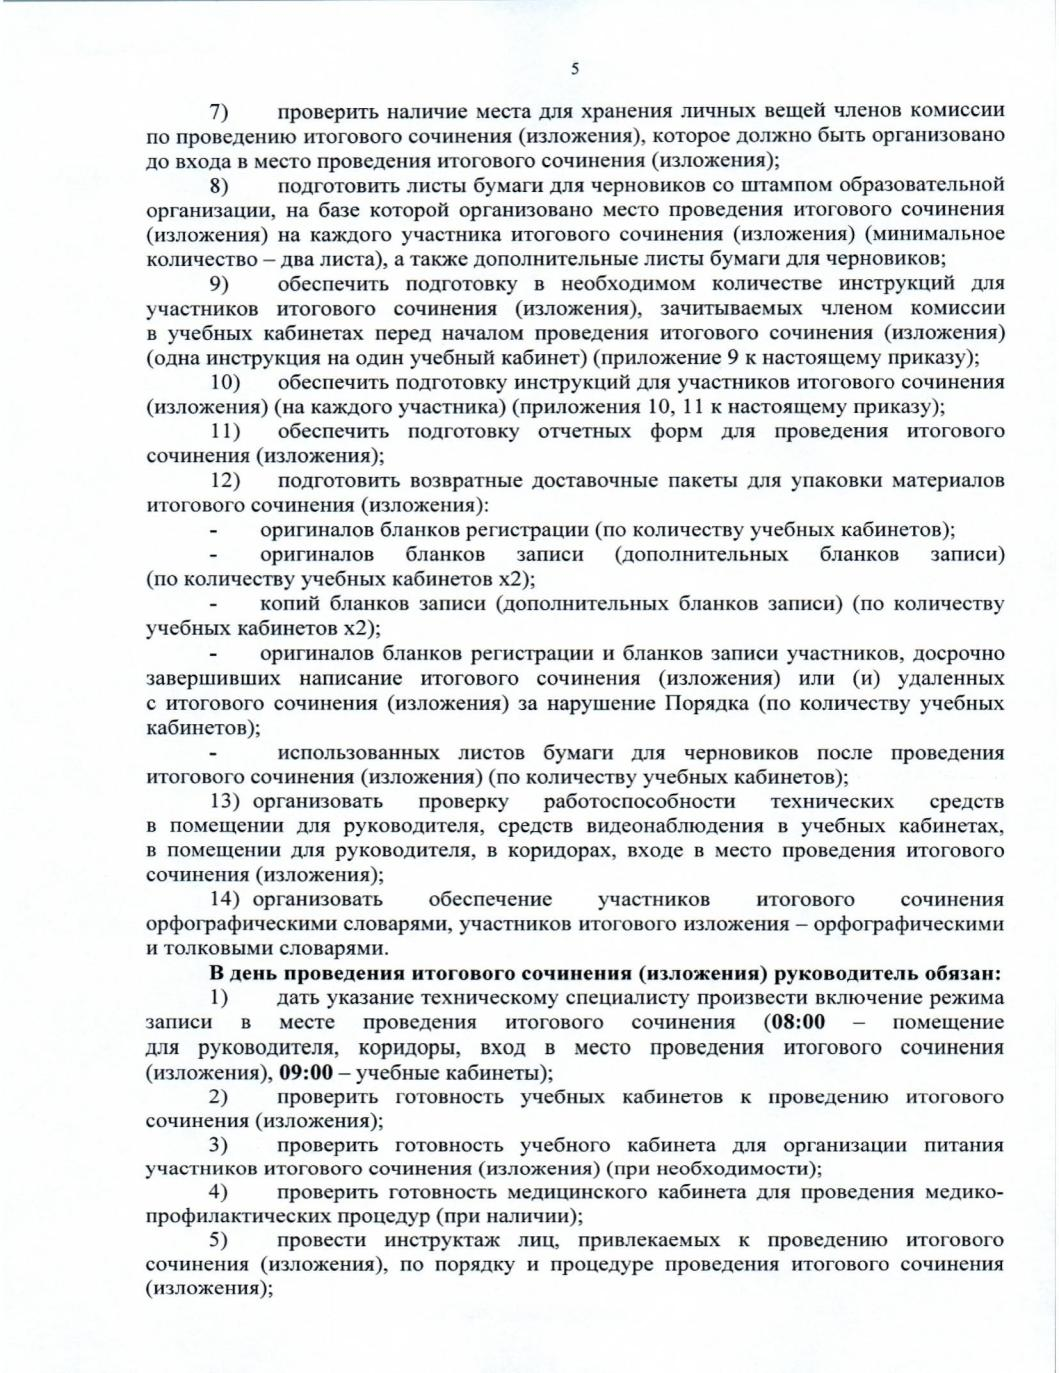 5
7) проверить наличие места для хранения личных вещей членов комиссии
по проведению итогового сочинения (изложения), которое должно быть организовано
до входа в место проведения итогового сочинения (изложения);
8) подготовить листы бумаги для черновиков со штампом образовательной
организации, на базе которой организовано место проведения итогового сочинения
(изложения) на каждого участника итогового сочинения (изложения) (минимальное
количество – два листа), а также дополнительные листы бумаги для черновиков;
9) обеспечить подготовку в необходимом количестве инструкций для
участников итогового сочинения (изложения), зачитываемых членом комиссии
в учебных кабинетах перед началом проведения итогового сочинения (изложения)
(одна инструкция на один учебный кабинет) (приложение 9 к настоящему приказу);
10) обеспечить подготовку инструкций для участников итогового сочинения
(изложения) (на каждого участника) (приложения 10, 11 к настоящему приказу);
11) обеспечить подготовку отчетных форм для проведения итогового
сочинения (изложения);
12) подготовить возвратные доставочные пакеты для упаковки материалов
итогового сочинения (изложения):
- оригиналов бланков регистрации (по количеству учебных кабинетов);
- оригиналов бланков записи (дополнительных бланков записи)
(по количеству учебных кабинетов х2);
- копий бланков записи (дополнительных бланков записи) (по количеству
учебных кабинетов х2);
- оригиналов бланков регистрации и бланков записи участников, досрочно
завершивших написание итогового сочинения (изложения) или (и) удаленных
с итогового сочинения (изложения) за нарушение Порядка (по количеству учебных
кабинетов);
- использованных листов бумаги для черновиков после проведения
итогового сочинения (изложения) (по количеству учебных кабинетов);
13) организовать проверку работоспособности технических средств
в помещении для руководителя, средств видеонаблюдения в учебных кабинетах,
в помещении для руководителя, в коридорах, входе в место проведения итогового
сочинения (изложения);
14) организовать обеспечение участников итогового сочинения
орфографическими словарями, участников итогового изложения – орфографическими
и толковыми словарями.
В день проведения итогового сочинения (изложения) руководитель обязан:
1) дать указание техническому специалисту произвести включение режима
записи в месте проведения итогового сочинения (08:00 – помещение
для руководителя, коридоры, вход в место проведения итогового сочинения
(изложения), 09:00 – учебные кабинеты);
2) проверить готовность учебных кабинетов к проведению итогового
сочинения (изложения);
3) проверить готовность учебного кабинета для организации питания
участников итогового сочинения (изложения) (при необходимости);
4) проверить готовность медицинского кабинета для проведения медико-
профилактических процедур (при наличии);
5) провести инструктаж лиц, привлекаемых к проведению итогового
сочинения (изложения), по порядку и процедуре проведения итогового сочинения
(изложения);